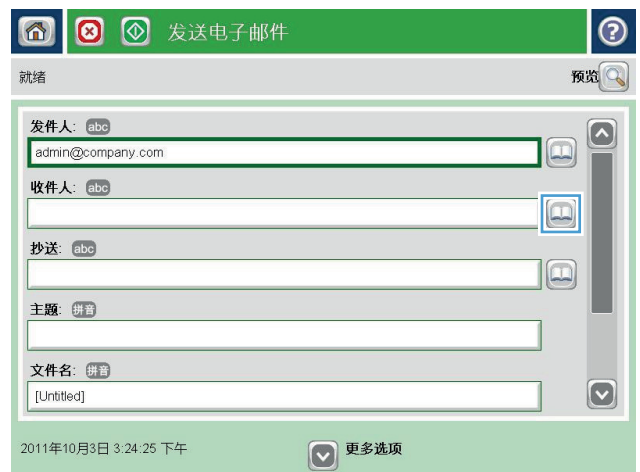 发送电子邮件
就绪
预览
发件人: abc
admin@company.com
收件人: abc
抄送: abc
主题: 拼音
文件名: 拼音
[Untitled]
2011年10月3日 3:24:25 下午
更多选项